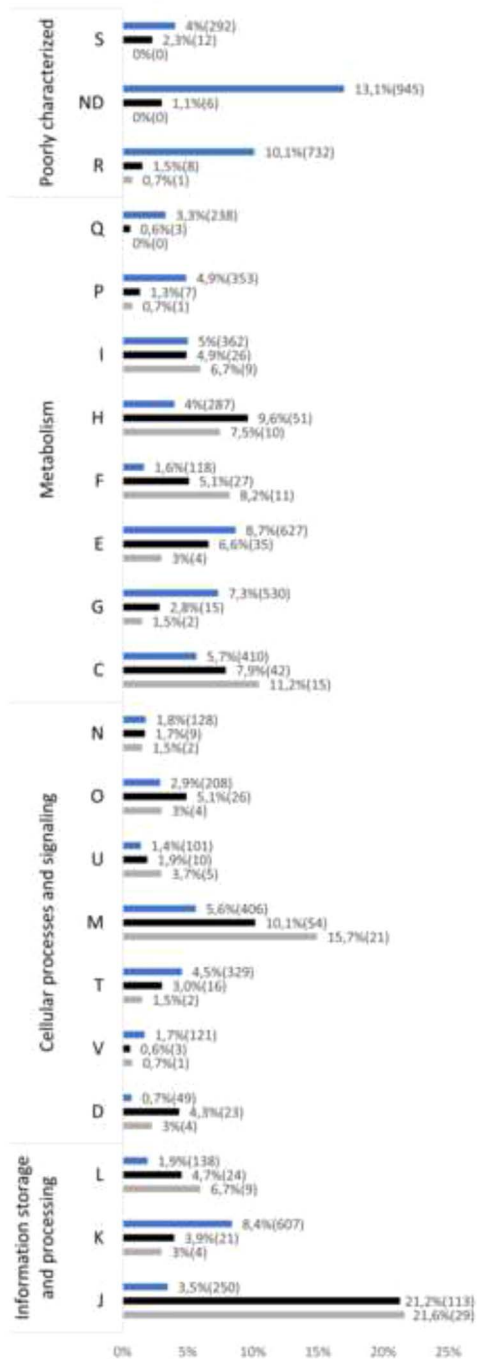 Poorly characterized
S
4%(292)
2,3%(12)
0%(0)
ND
13,1%(945)
1,1%(6)
0%(0)
R
10,1%(732)
1,5%(8)
0,7%(1)
Metabolism
Q
3,3%(238)
0,6%(3)
0%(0)
P
4,9%(353)
1,3%(7)
0,7%(1)
I
5%(362)
4,9%(26)
6,7%(9)
H
4%(287)
9,6%(51)
7,5%(10)
F
1,6%(118)
5,1%(27)
8,2%(11)
E
8,7%(627)
6,6%(35)
3%(4)
G
7,3%(530)
2,8%(15)
1,5%(2)
C
5,7%(410)
7,9%(42)
11,2%(15)
Cellular processes and signaling
N
1,8%(128)
1,7%(9)
1,5%(2)
O
2,9%(208)
5,1%(26)
3%(4)
U
1,4%(101)
1,9%(10)
3,7%(5)
M
5,6%(406)
10,1%(54)
15,7%(21)
T
4,5%(329)
3,0%(16)
1,5%(2)
V
1,7%(121)
0,6%(3)
0,7%(1)
D
0,7%(49)
4,3%(23)
3%(4)
Information storage
and processing
L
1,9%(138)
4,7%(24)
6,7%(9)
K
8,4%(607)
3,9%(21)
3%(4)
J
3,5%(250)
21,2%(113)
21,6%(29)
0% 5% 10% 15% 20% 25%